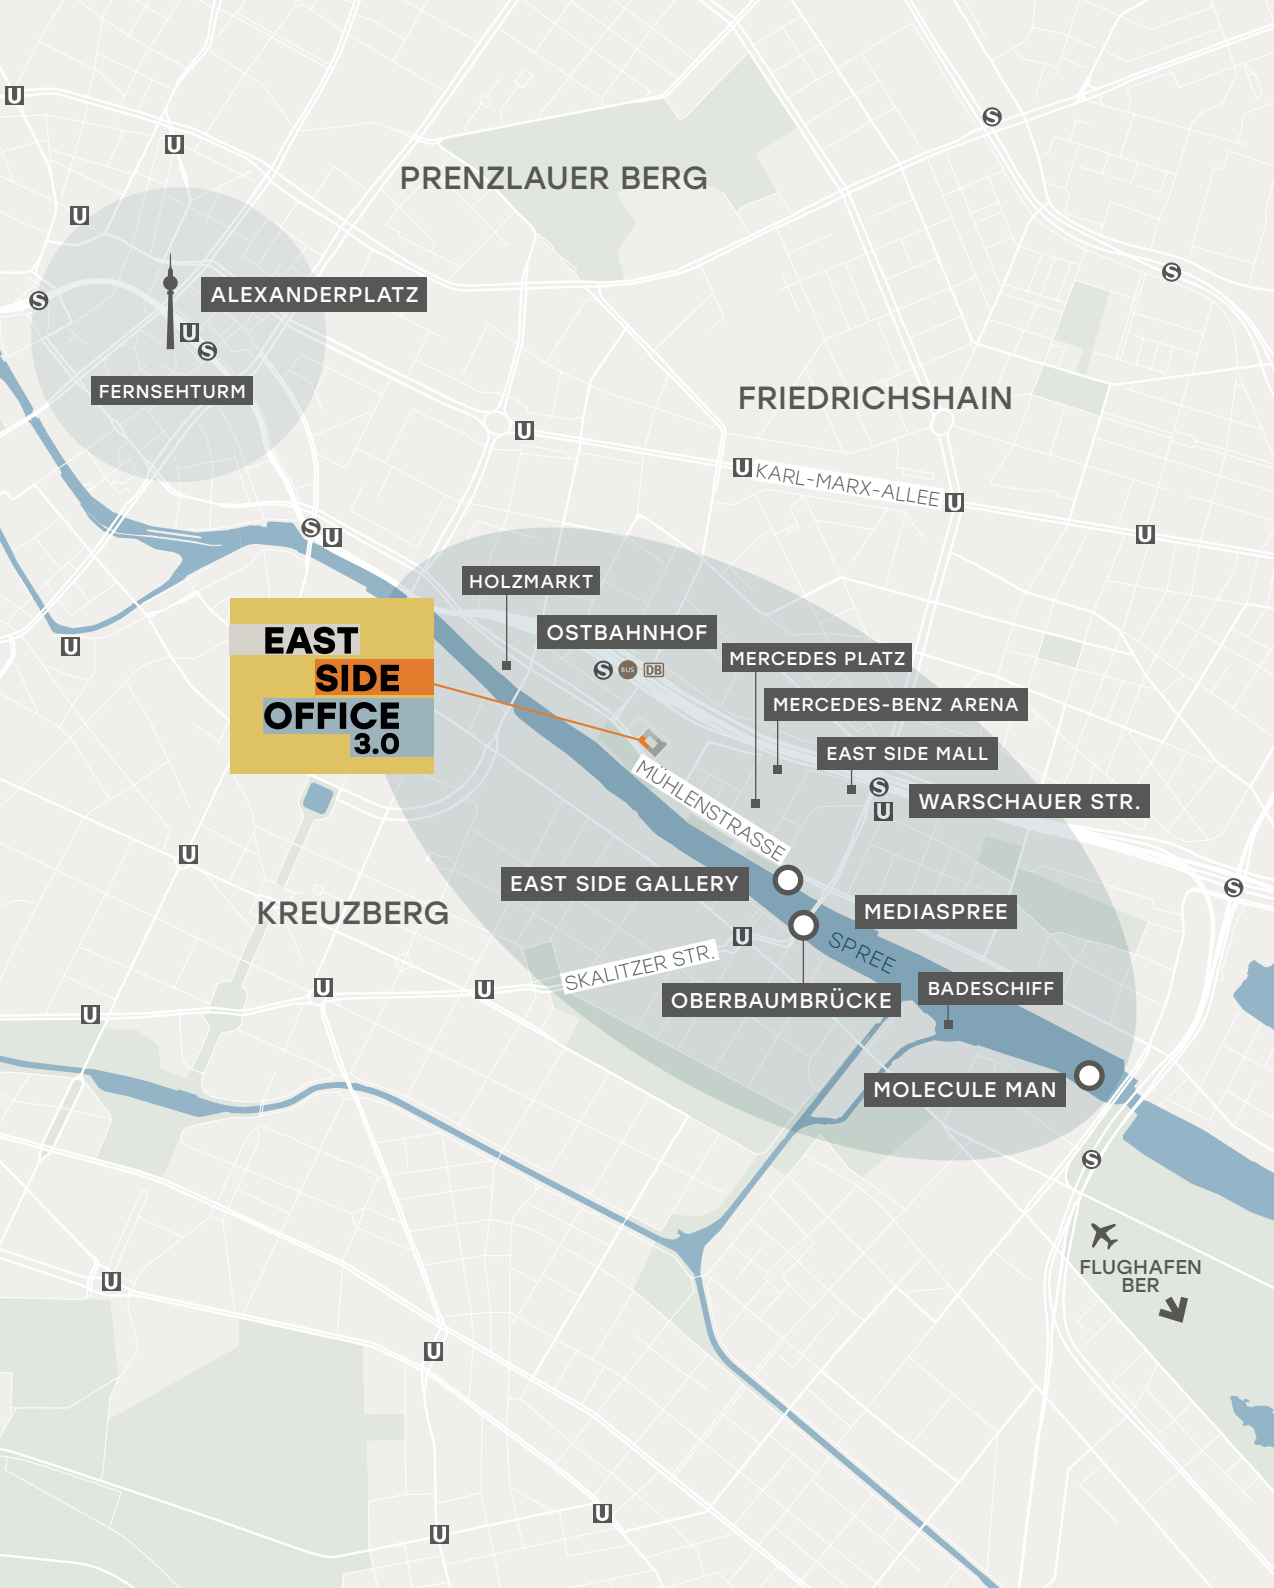 U
S
U
PRENZLAUER BERG
U
S
ALEXANDERPLATZ
S
U
S
FERNSEHTURM
FRIEDRICHSHAIN
U
U
KARL-MARX-ALLEE
U
U
S
U
HOLZMARKT
OSTBAHNHOF
S
BUS
DB
U
EAST
SIDE
OFFICE
3.0
MERCEDES PLATZ
MERCEDES-BENZ ARENA
EAST SIDE MALL
S
U
WARSCHAUER STR.
MÜHLENSTRASSE
U
EAST SIDE GALLERY
S
KREUZBERG
MEDIASPREE
U
SPREE
SKALITZER STR.
U
U
OBERBAUMBRÜCKE
BADESCHIFF
U
MOLECULE MAN
S
FLUGHAFEN
BER
U
U
U
U